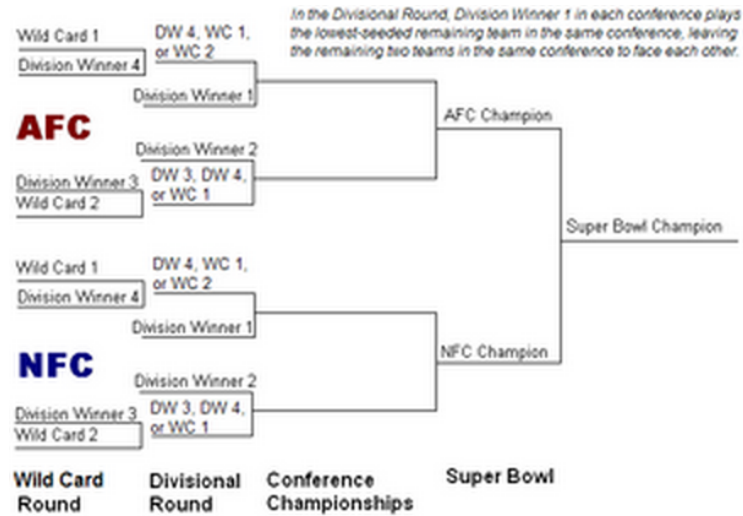 In the Divisional Round, Division Winner 1 in each conference plays
the lowest-seeded remaining team in the same conference, leaving
the remaining two teams in the same conference to face each other.
Wild Card 1
Division Winner 4
DW 4, WC 1,
or WC 2
Division Winner 1
AFC
Division Winner 2
Division Winner 3
Wild Card 2
DW 3, DW 4,
or WC 1
AFC Champion
Super Bowl Champion
Wild Card 1
Division Winner 4
DW 4, WC 1,
or WC 2
Division Winner 1
NFC
Division Winner 2
Division Winner 3
Wild Card 2
DW 3, DW 4,
or WC 1
NFC Champion
Wild Card
Round
Divisional
Round
Conference
Championships
Super Bowl